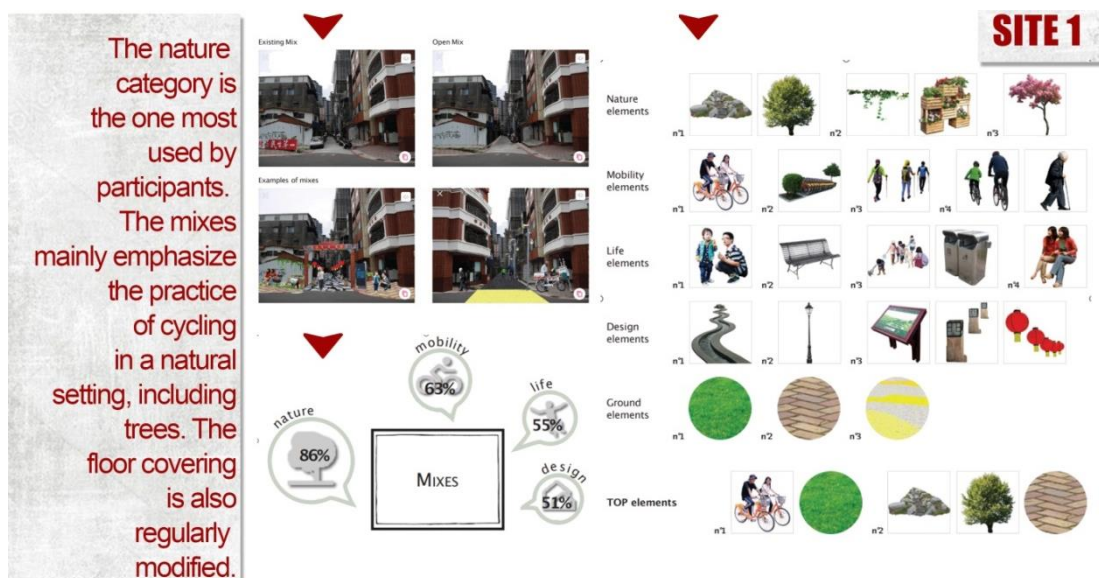 The nature
category is
the one most
used by
participants.
The mixes
mainly emphasize
the practice
of cycling
in a natural
setting, including
trees. The
floor covering
is also
regularly
modified.
Existing Mix
Open Mix
Examples of mixes
nature
86%
mobility
63%
life
55%
design
51%
MIXES
SITE 1
Nature
elements
n°1
n°2
n°3
Mobility
elements
n°1
n°2
n°3
n°4
Life
elements
n°1
n°2
n°3
n°4
Design
elements
n°1
n°2
n°3
Ground
elements
n°1
n°2
n°3
TOP elements
n°1
n°2